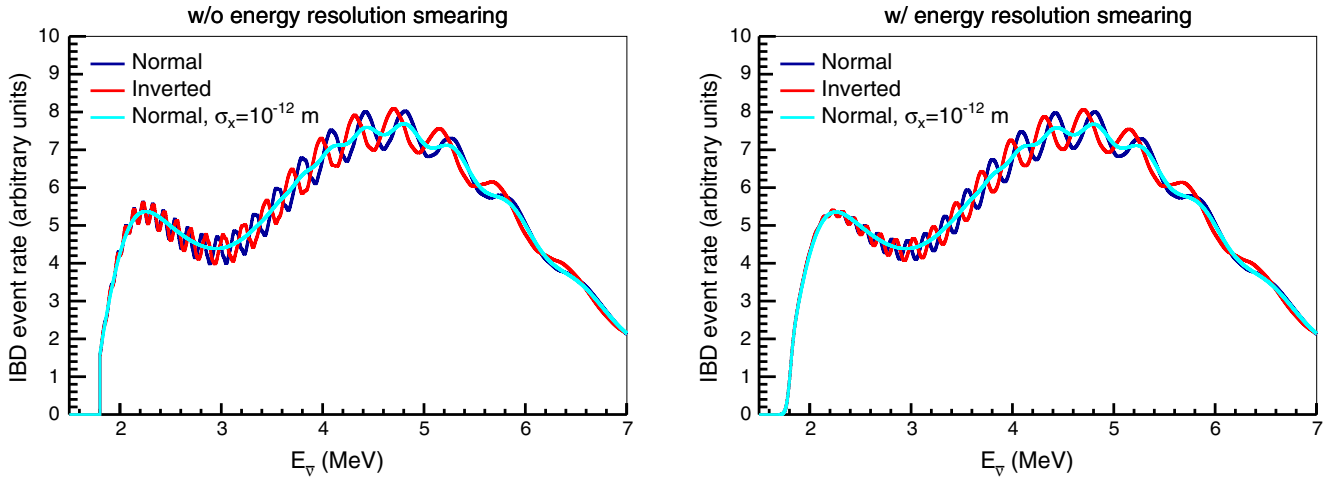 w/o energy resolution smearing
IBD event rate (arbitrary units)
10
9
8
7
6
5
4
3
2
1
0
Normal
Inverted
Normal, σₓ=10⁻¹² m
2 3 4 5 6 7
E_ν̅ (MeV)
w/ energy resolution smearing
IBD event rate (arbitrary units)
10
9
8
7
6
5
4
3
2
1
0
Normal
Inverted
Normal, σₓ=10⁻¹² m
2 3 4 5 6 7
E_ν̅ (MeV)